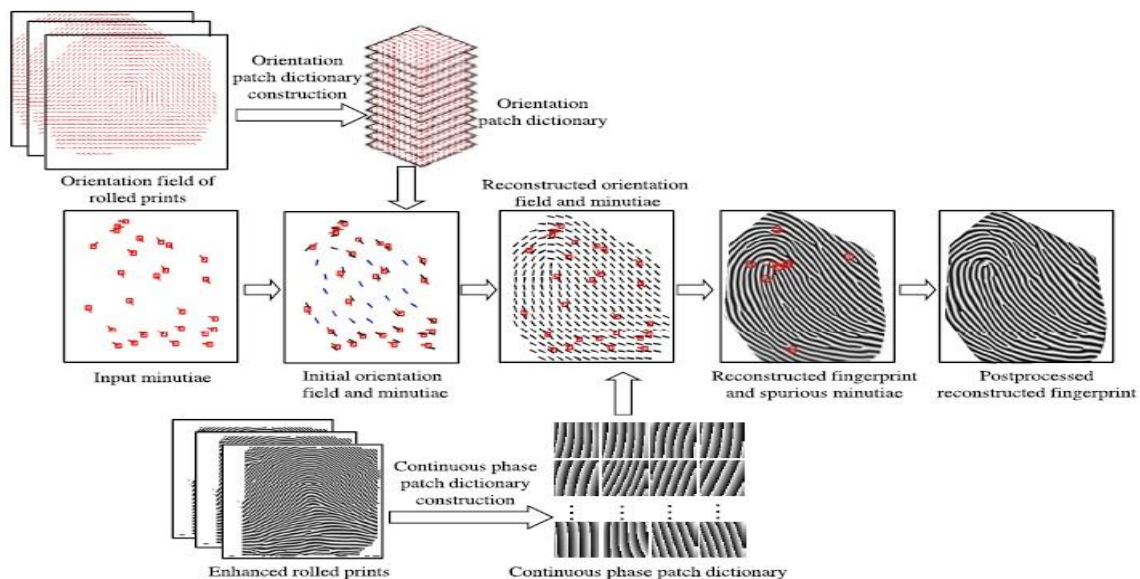 Orientation
patch dictionary
construction
Orientation
patch dictionary
Orientation field of
rolled prints
Reconstructed orientation
field and minutiae
Input minutiae
Initial orientation
field and minutiae
Reconstructed fingerprint
and spurious minutiae
Postprocessed
reconstructed fingerprint
Continuous phase
patch dictionary
construction
Enhanced rolled prints
Continuous phase patch dictionary